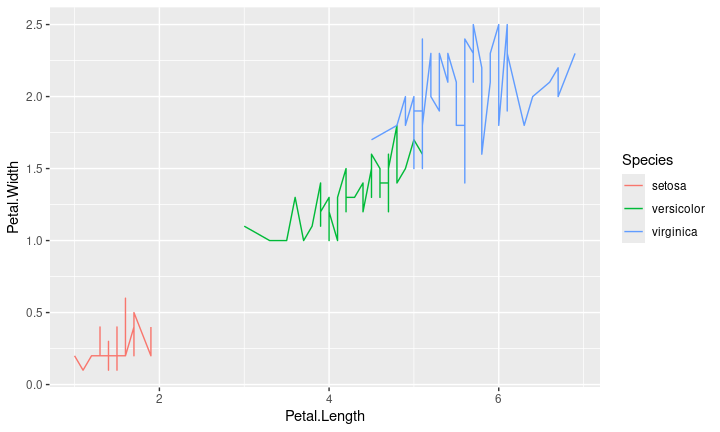 2.5
2.0
1.5
1.0
0.5
0.0
Petal.Width
2 4 6
Petal.Length
Species
setosa
versicolor
virginica